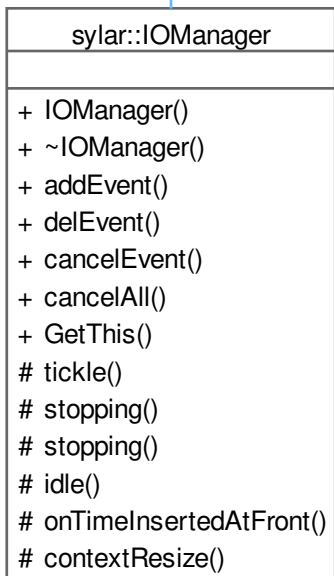 sylar::IOManager
+ IOManager()
+ ~IOManager()
+ addEvent()
+ delEvent()
+ cancelEvent()
+ cancelAll()
+ GetThis()
# tickle()
# stopping()
# stopping()
# idle()
# onTimeInsertedAtFront()
# contextResize()